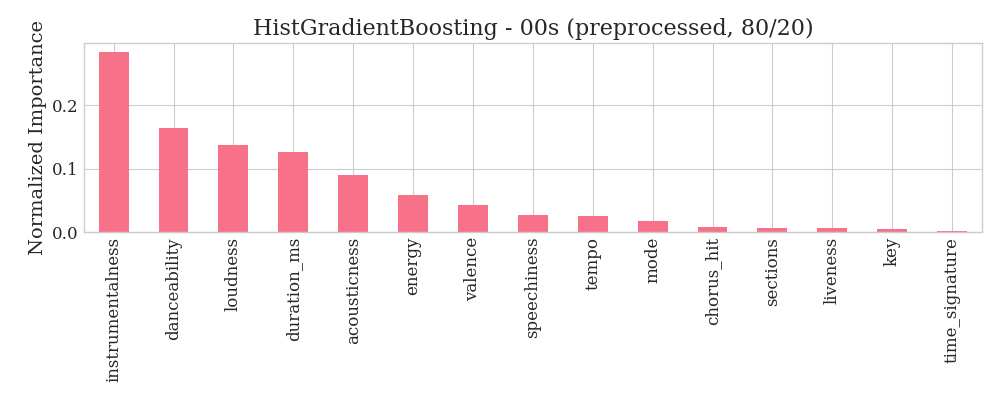 HistGradientBoosting - 00s (preprocessed, 80/20)
Normalized Importance
0.2
0.1
0.0
instrumentalness
danceability
loudness
duration_ms
acousticness
energy
valence
speechiness
tempo
mode
chorus_hit
sections
liveness
key
time_signature